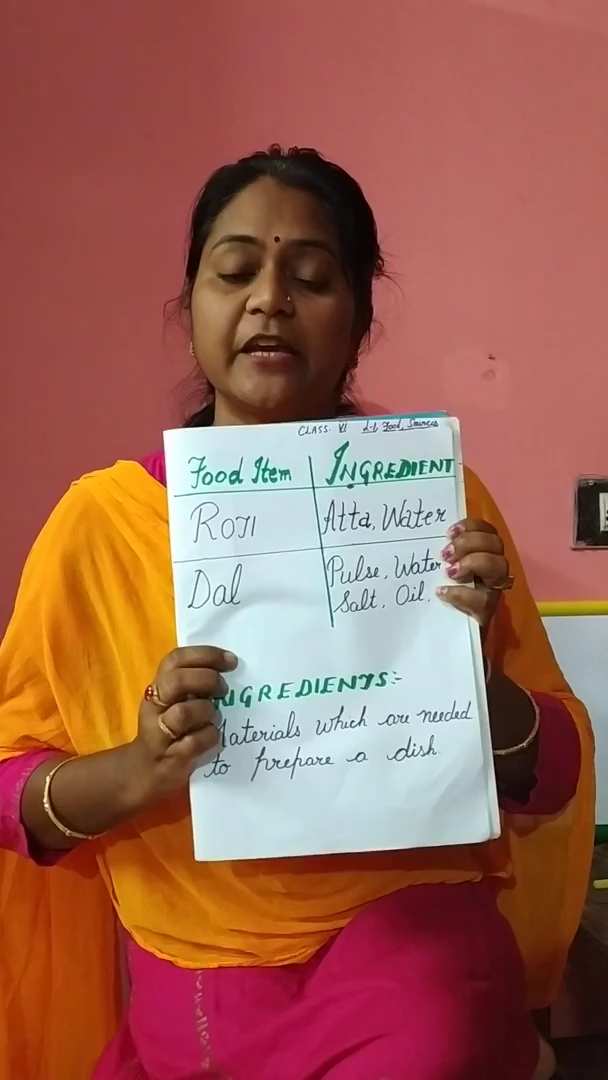 CLASS. VI L-1, Food, Sources
Food Item INGREDIENT
ROTI Atta, Water
Dal Pulse, Water
Salt, Oil,
INGREDIENTS:-
Materials which are needed
to prepare a dish.